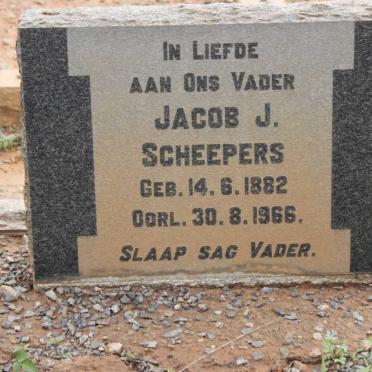 IN LIEFDE
AAN ONS VADER
JACOB J.
SCHEEPERS
GEB. 14.6.1882
OORL. 30.8.1966.
SLAAP SAG VADER.